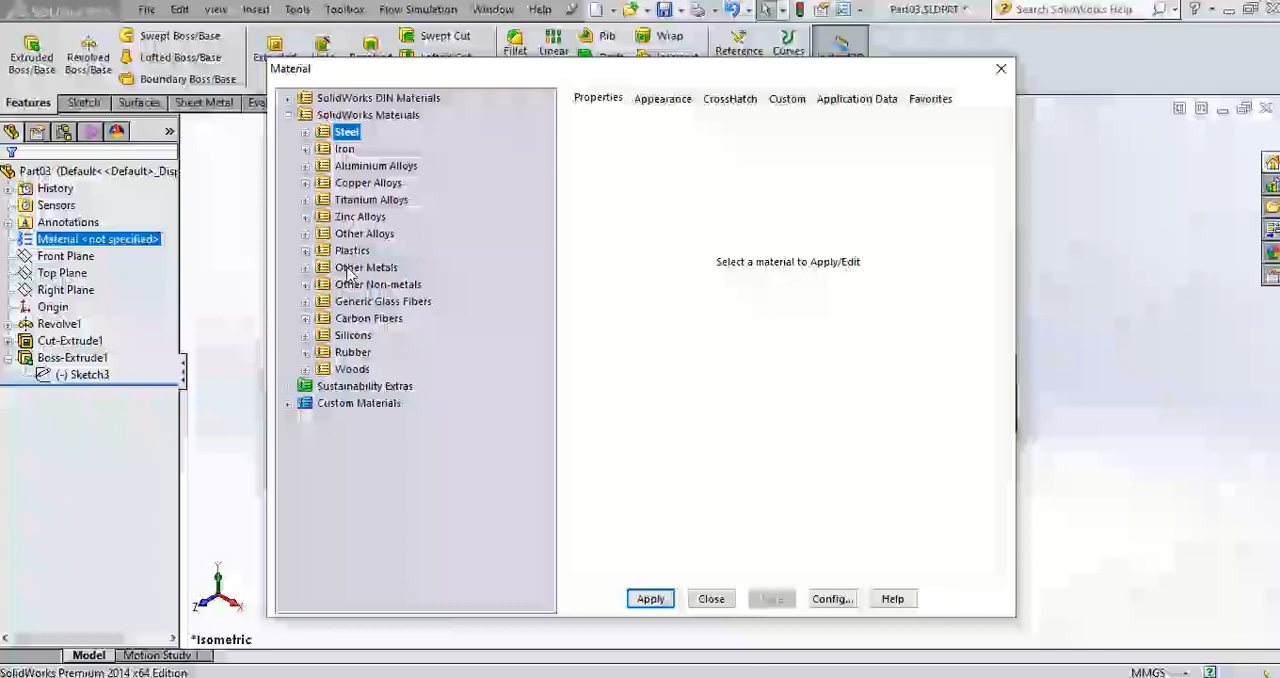 File Edit View Insert Tools Toolbox Flow Simulation Window Help Part03.SLDPRT * Search SolidWorks Help
Extruded Boss/Base
Revolved Boss/Base
Swept Boss/Base
Lofted Boss/Base
Boundary Boss/Base
Swept Cut
Fillet
Linear
Rib
Wrap
Reference
Curves
Features Sketch Surfaces Sheet Metal
Material
Part03 (Default< <Default>_Disp
History
Sensors
Annotations
Material <not specified>
Front Plane
Top Plane
Right Plane
Origin
Revolve1
Cut-Extrude1
Boss-Extrude1
(-) Sketch3
SolidWorks DIN Materials
SolidWorks Materials
Steel
Iron
Aluminium Alloys
Copper Alloys
Titanium Alloys
Zinc Alloys
Other Alloys
Plastics
Other Metals
Other Non-metals
Generic Glass Fibers
Carbon Fibers
Silicons
Rubber
Woods
Sustainability Extras
Custom Materials
Properties Appearance CrossHatch Custom Application Data Favorites
Select a material to Apply/Edit
Apply Close Config... Help
*Isometric
Model Motion Study 1
SolidWorks Premium 2014 x64 Edition MMGS